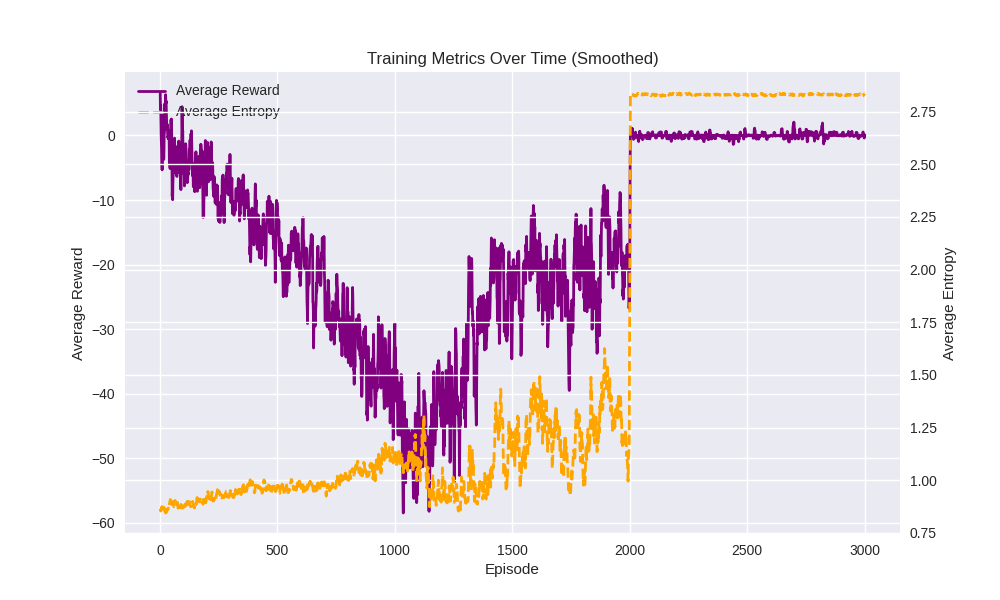 Training Metrics Over Time (Smoothed)
Average Reward
Average Entropy
0
−10
−20
−30
−40
−50
−60
Average Reward
2.75
2.50
2.25
2.00
1.75
1.50
1.25
1.00
0.75
Average Entropy
0 500 1000 1500 2000 2500 3000
Episode